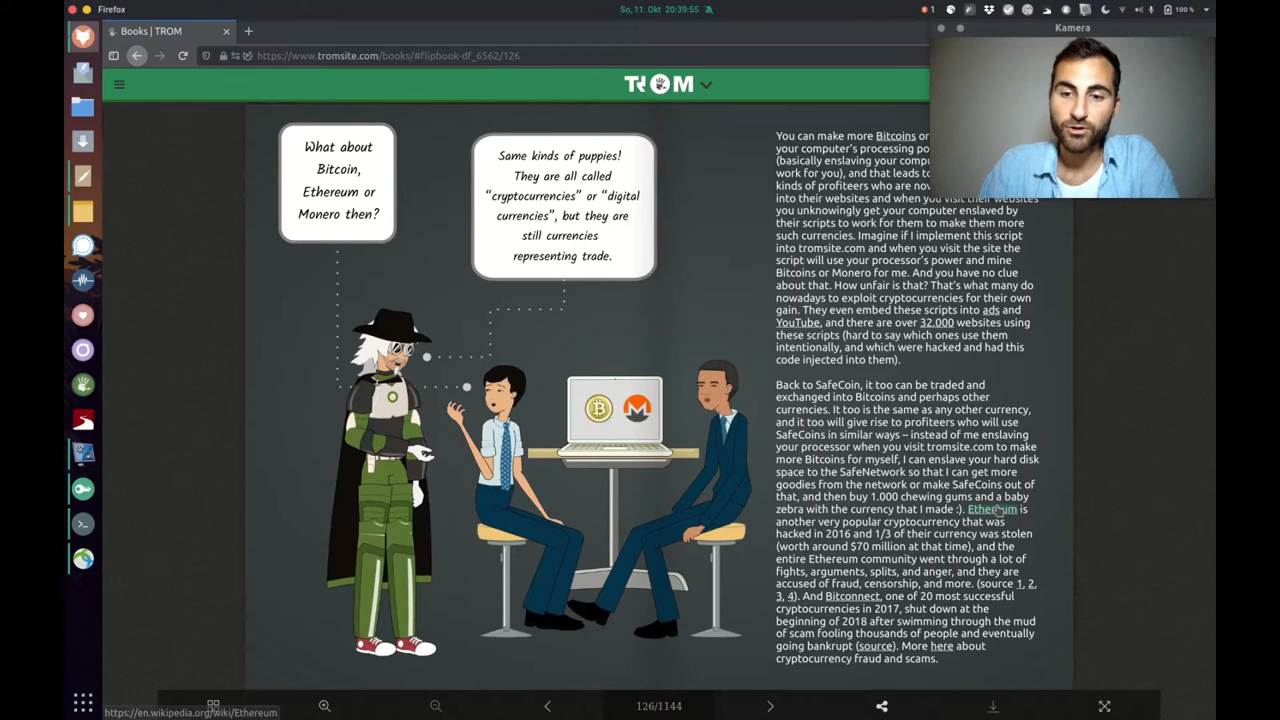 Firefox
So, 11. Okt 20:39:55
1
100 %
Books | TROM
https://www.tromsite.com/books/#flipbook-df_6562/126
Kamera
TROM
What about
Bitcoin,
Ethereum or
Monero then?
Same kinds of puppies!
They are all called
“cryptocurrencies” or “digital
currencies”, but they are
still currencies
representing trade.
You can make more Bitcoins or
your computer’s processing po
(basically enslaving your compu
work for you), and that leads to
kinds of profiteers who are now
into their websites and when you visit their websites
you unknowingly get your computer enslaved by
their scripts to work for them to make them more
such currencies. Imagine if I implement this script
into tromsite.com and when you visit the site the
script will use your processor’s power and mine
Bitcoins or Monero for me. And you have no clue
about that. How unfair is that? That’s what many do
nowadays to exploit cryptocurrencies for their own
gain. They even embed these scripts into ads and
YouTube, and there are over 32.000 websites using
these scripts (hard to say which ones use them
intentionally, and which were hacked and had this
code injected into them).
Back to SafeCoin, it too can be traded and
exchanged into Bitcoins and perhaps other
currencies. It too is the same as any other currency,
and it too will give rise to profiteers who will use
SafeCoins in similar ways – instead of me enslaving
your processor when you visit tromsite.com to make
more Bitcoins for myself, I can enslave your hard disk
space to the SafeNetwork so that I can get more
goodies from the network or make SafeCoins out of
that, and then buy 1.000 chewing gums and a baby
zebra with the currency that I made :). Ethereum is
another very popular cryptocurrency that was
hacked in 2016 and 1/3 of their currency was stolen
(worth around $70 million at that time), and the
entire Ethereum community went through a lot of
fights, arguments, splits, and anger, and they are
accused of fraud, censorship, and more. (source 1, 2,
3, 4). And Bitconnect, one of 20 most successful
cryptocurrencies in 2017, shut down at the
beginning of 2018 after swimming through the mud
of scam fooling thousands of people and eventually
going bankrupt (source). More here about
cryptocurrency fraud and scams.
126/1144
https://en.wikipedia.org/wiki/Ethereum